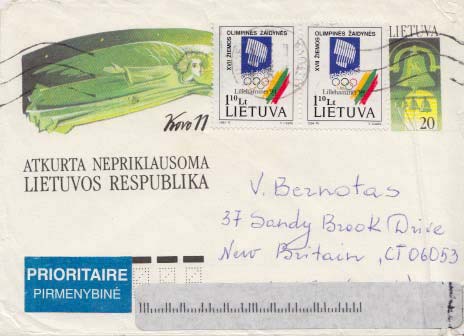 XVII ŽIEMOS
OLIMPINĖS ŽAIDYNĖS
Lillehammer '94
1 10 Lt
LIETUVA
XVII ŽIEMOS
OLIMPINĖS ŽAIDYNĖS
Lillehammer '94
1 10 Lt
LIETUVA
LIETUVA
20
Kovo 11
ATKURTA NEPRIKLAUSOMA
LIETUVOS RESPUBLIKA
V. Bernotas
37 Sandy Brook Drive
New Britain, CT 06053
PRIORITAIRE
PIRMENYBINĖ